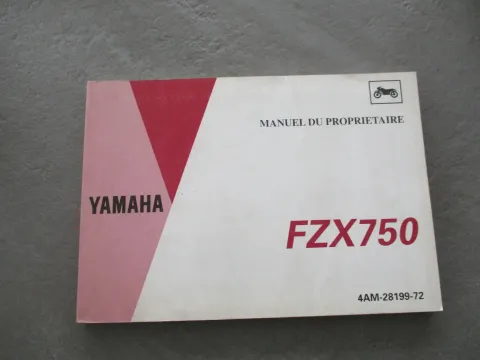 MANUEL DU PROPRIETAIRE
YAMAHA
FZX750
4AM-28199-72